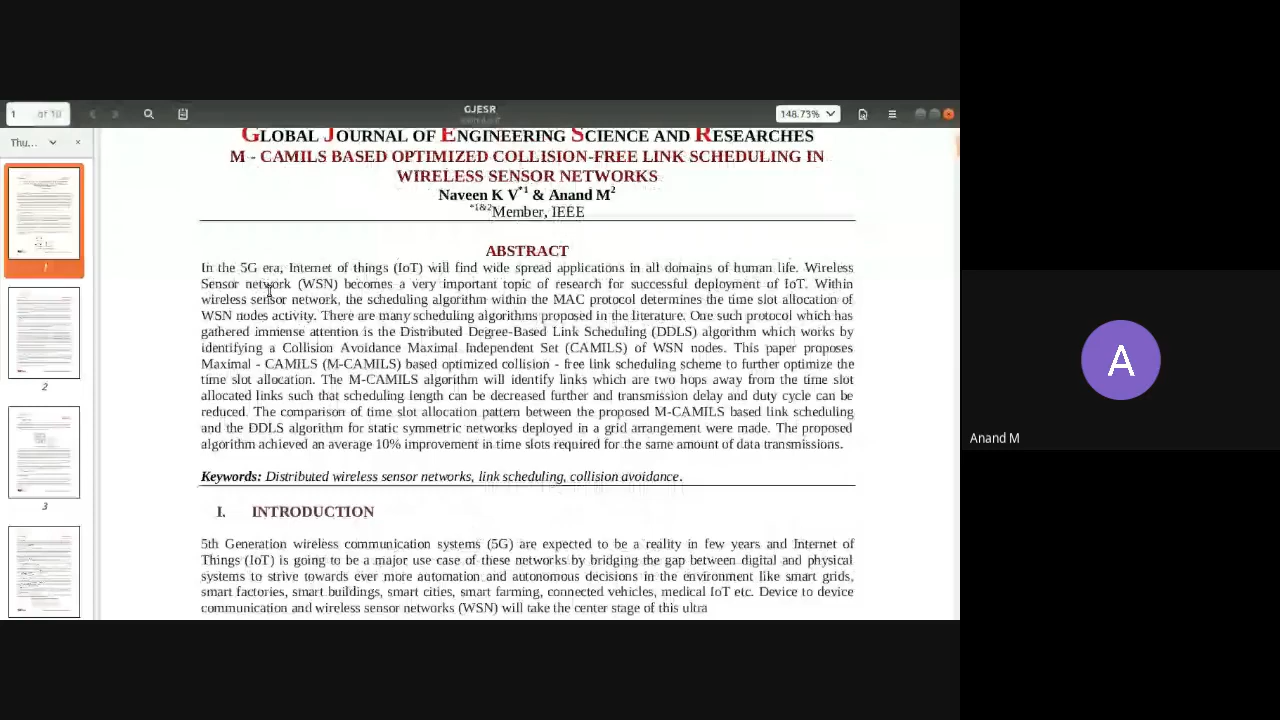 1 of 10
GJESR
148.73%
Thu...
1
2
3
GLOBAL JOURNAL OF ENGINEERING SCIENCE AND RESEARCHES
M - CAMILS BASED OPTIMIZED COLLISION-FREE LINK SCHEDULING IN
WIRELESS SENSOR NETWORKS
Naveen K V*1 & Anand M2
*1&2Member, IEEE
ABSTRACT
In the 5G era, Internet of things (IoT) will find wide spread applications in all domains of human life. Wireless
Sensor network (WSN) becomes a very important topic of research for successful deployment of IoT. Within
wireless sensor network, the scheduling algorithm within the MAC protocol determines the time slot allocation of
WSN nodes activity. There are many scheduling algorithms proposed in the literature. One such protocol which has
gathered immense attention is the Distributed Degree-Based Link Scheduling (DDLS) algorithm which works by
identifying a Collision Avoidance Maximal Independent Set (CAMILS) of WSN nodes. This paper proposes
Maximal - CAMILS (M-CAMILS) based optimized collision - free link scheduling scheme to further optimize the
time slot allocation. The M-CAMILS algorithm will identify links which are two hops away from the time slot
allocated links such that scheduling length can be decreased further and transmission delay and duty cycle can be
reduced. The comparison of time slot allocation pattern between the proposed M-CAMILS based link scheduling
and the DDLS algorithm for static symmetric networks deployed in a grid arrangement were made. The proposed
algorithm achieved an average 10% improvement in time slots required for the same amount of data transmissions.
Keywords: Distributed wireless sensor networks, link scheduling, collision avoidance.
I. INTRODUCTION
5th Generation wireless communication systems (5G) are expected to be a reality in few years and Internet of
Things (IoT) is going to be a major use case of these networks by bridging the gap between digital and physical
systems to strive towards ever more automation and autonomous decisions in the environment like smart grids,
smart factories, smart buildings, smart cities, smart farming, connected vehicles, medical IoT etc. Device to device
communication and wireless sensor networks (WSN) will take the center stage of this ultra
A
Anand M